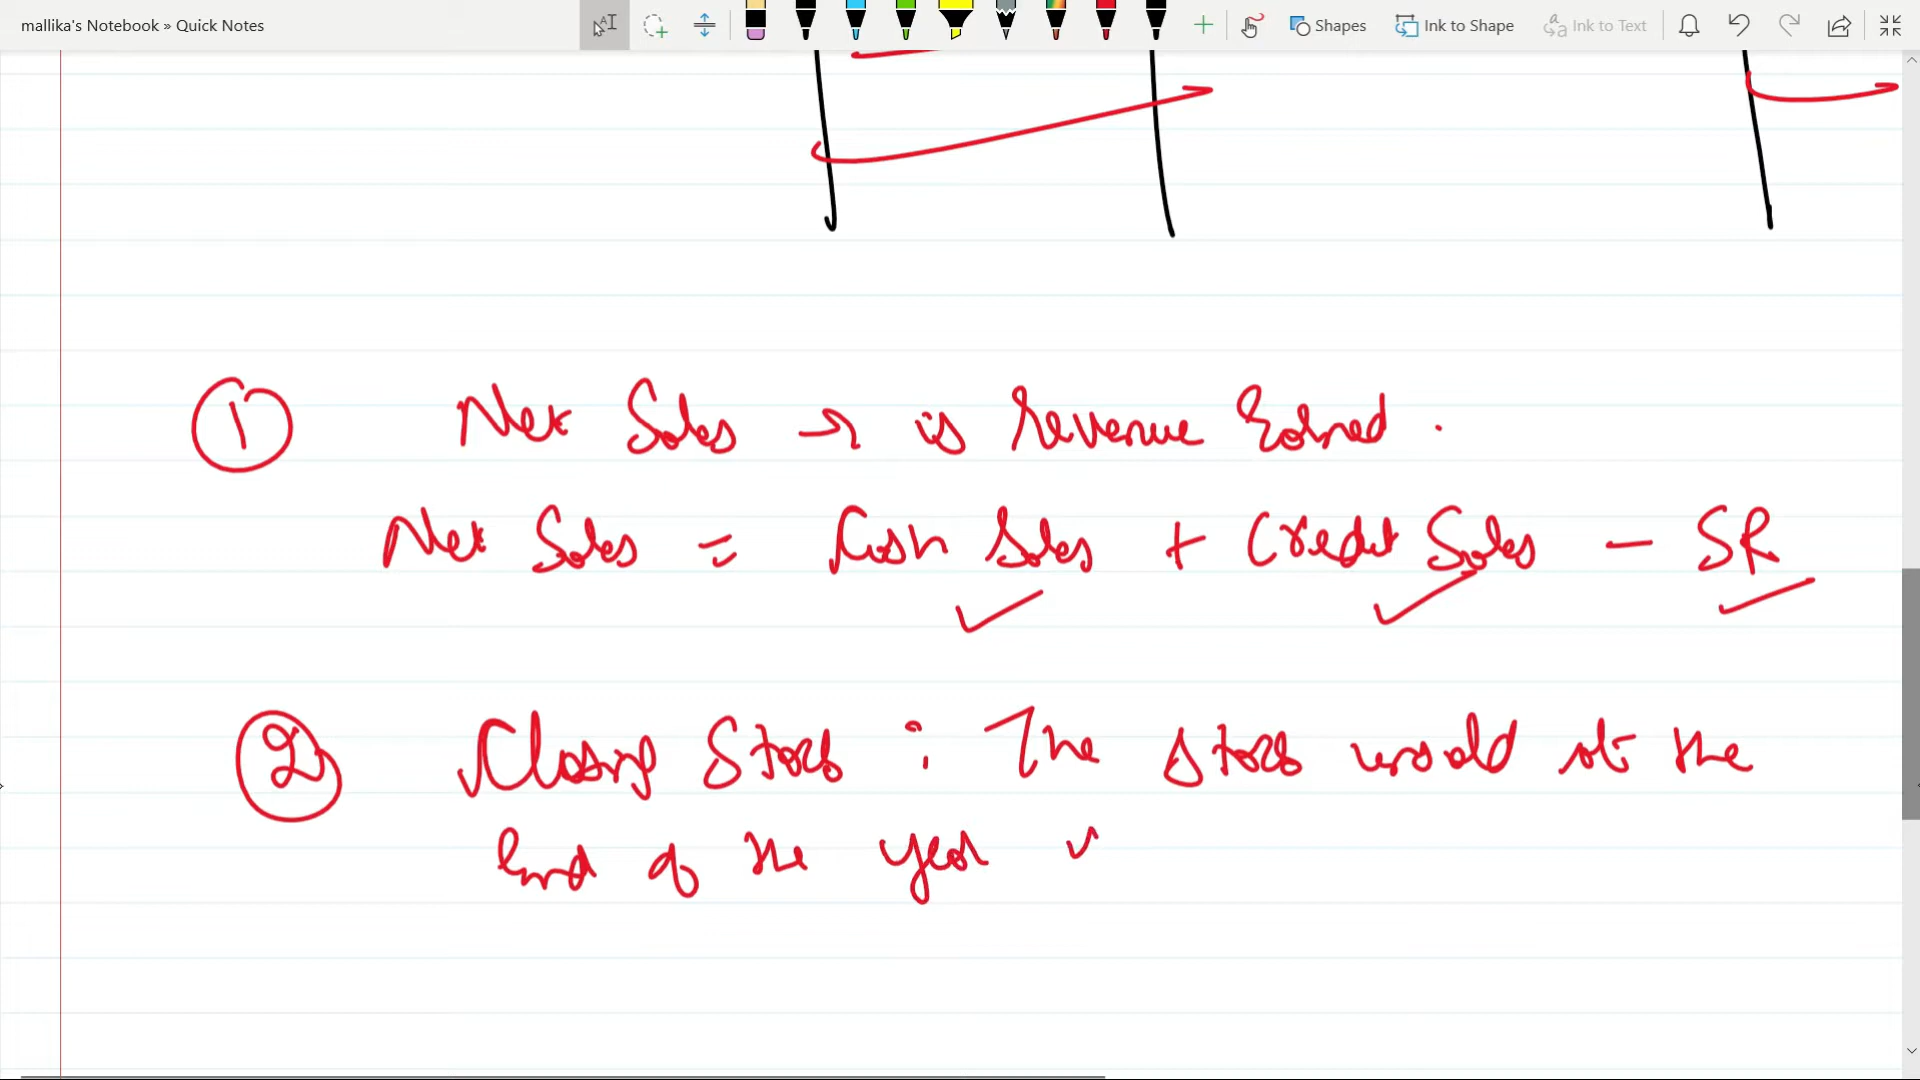 mallika's Notebook » Quick Notes Shapes Ink to Shape Ink to Text
1 Net Sales → is Revenue Earned.
Net Sales = Cash Sales + Credit Sales - SR
2 Closing Stock : The stock unsold at the
End of the year